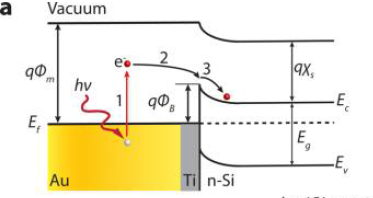 a
Vacuum
qΦm
hν
e-
1
2
3
qΦB
qχs
Ec
Ef
Eg
Ev
Au
Ti
n-Si